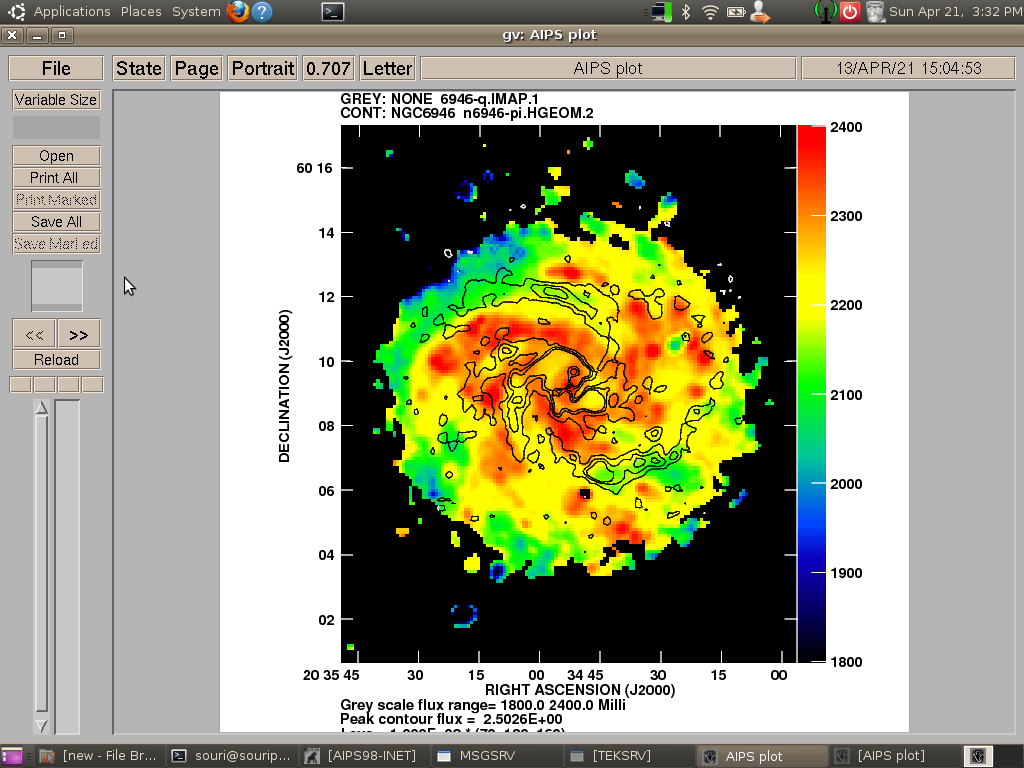 Applications Places System Sun Apr 21, 3:32 PM
gv: AIPS plot
File State Page Portrait 0.707 Letter AIPS plot 13/APR/21 15:04:53
Variable Size
Open
Print All
Print Marked
Save All
Save Marked
<< >>
Reload
GREY: NONE 6946-q.IMAP.1
CONT: NGC6946 n6946-pi.HGEOM.2
60 16
14
12
10
08
06
04
02
DECLINATION (J2000)
2400
2300
2200
2100
2000
1900
1800
20 35 45 30 15 00 34 45 30 15 00
RIGHT ASCENSION (J2000)
Grey scale flux range= 1800.0 2400.0 Milli
Peak contour flux = 2.5026E+00
[new - File Br... souri@sourip... [AIPS98-INET] MSGSRV [TEKSRV] AIPS plot [AIPS plot]